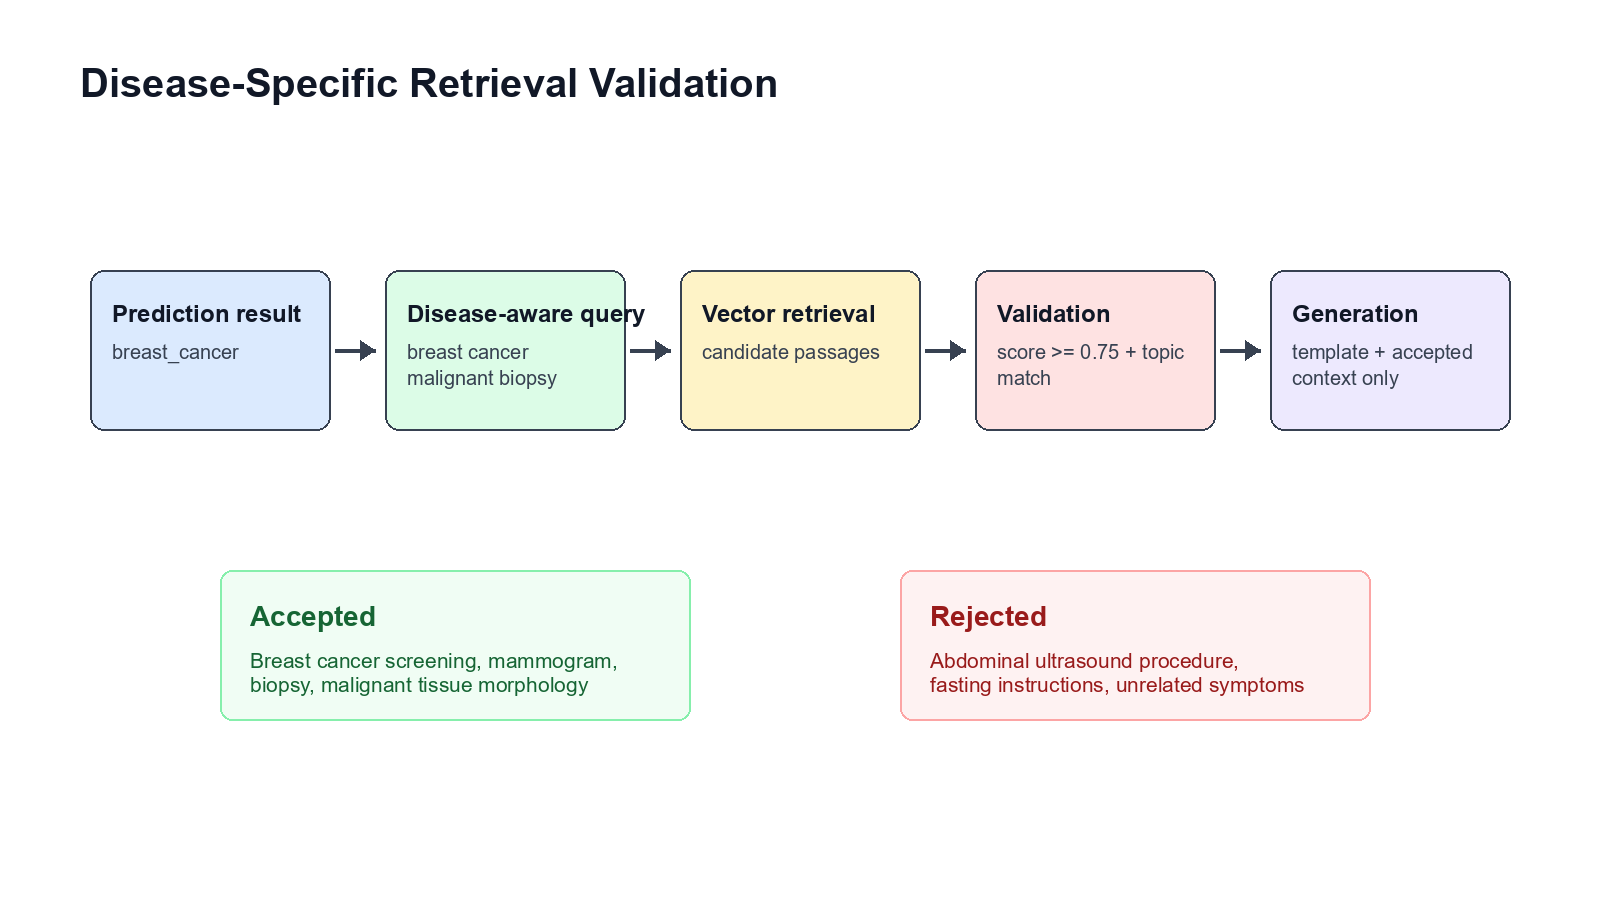 Disease-Specific Retrieval Validation
Prediction result
breast_cancer
Disease-aware query
breast cancer
malignant biopsy
Vector retrieval
candidate passages
Validation
score >= 0.75 + topic
match
Generation
template + accepted
context only
Accepted
Breast cancer screening, mammogram,
biopsy, malignant tissue morphology
Rejected
Abdominal ultrasound procedure,
fasting instructions, unrelated symptoms